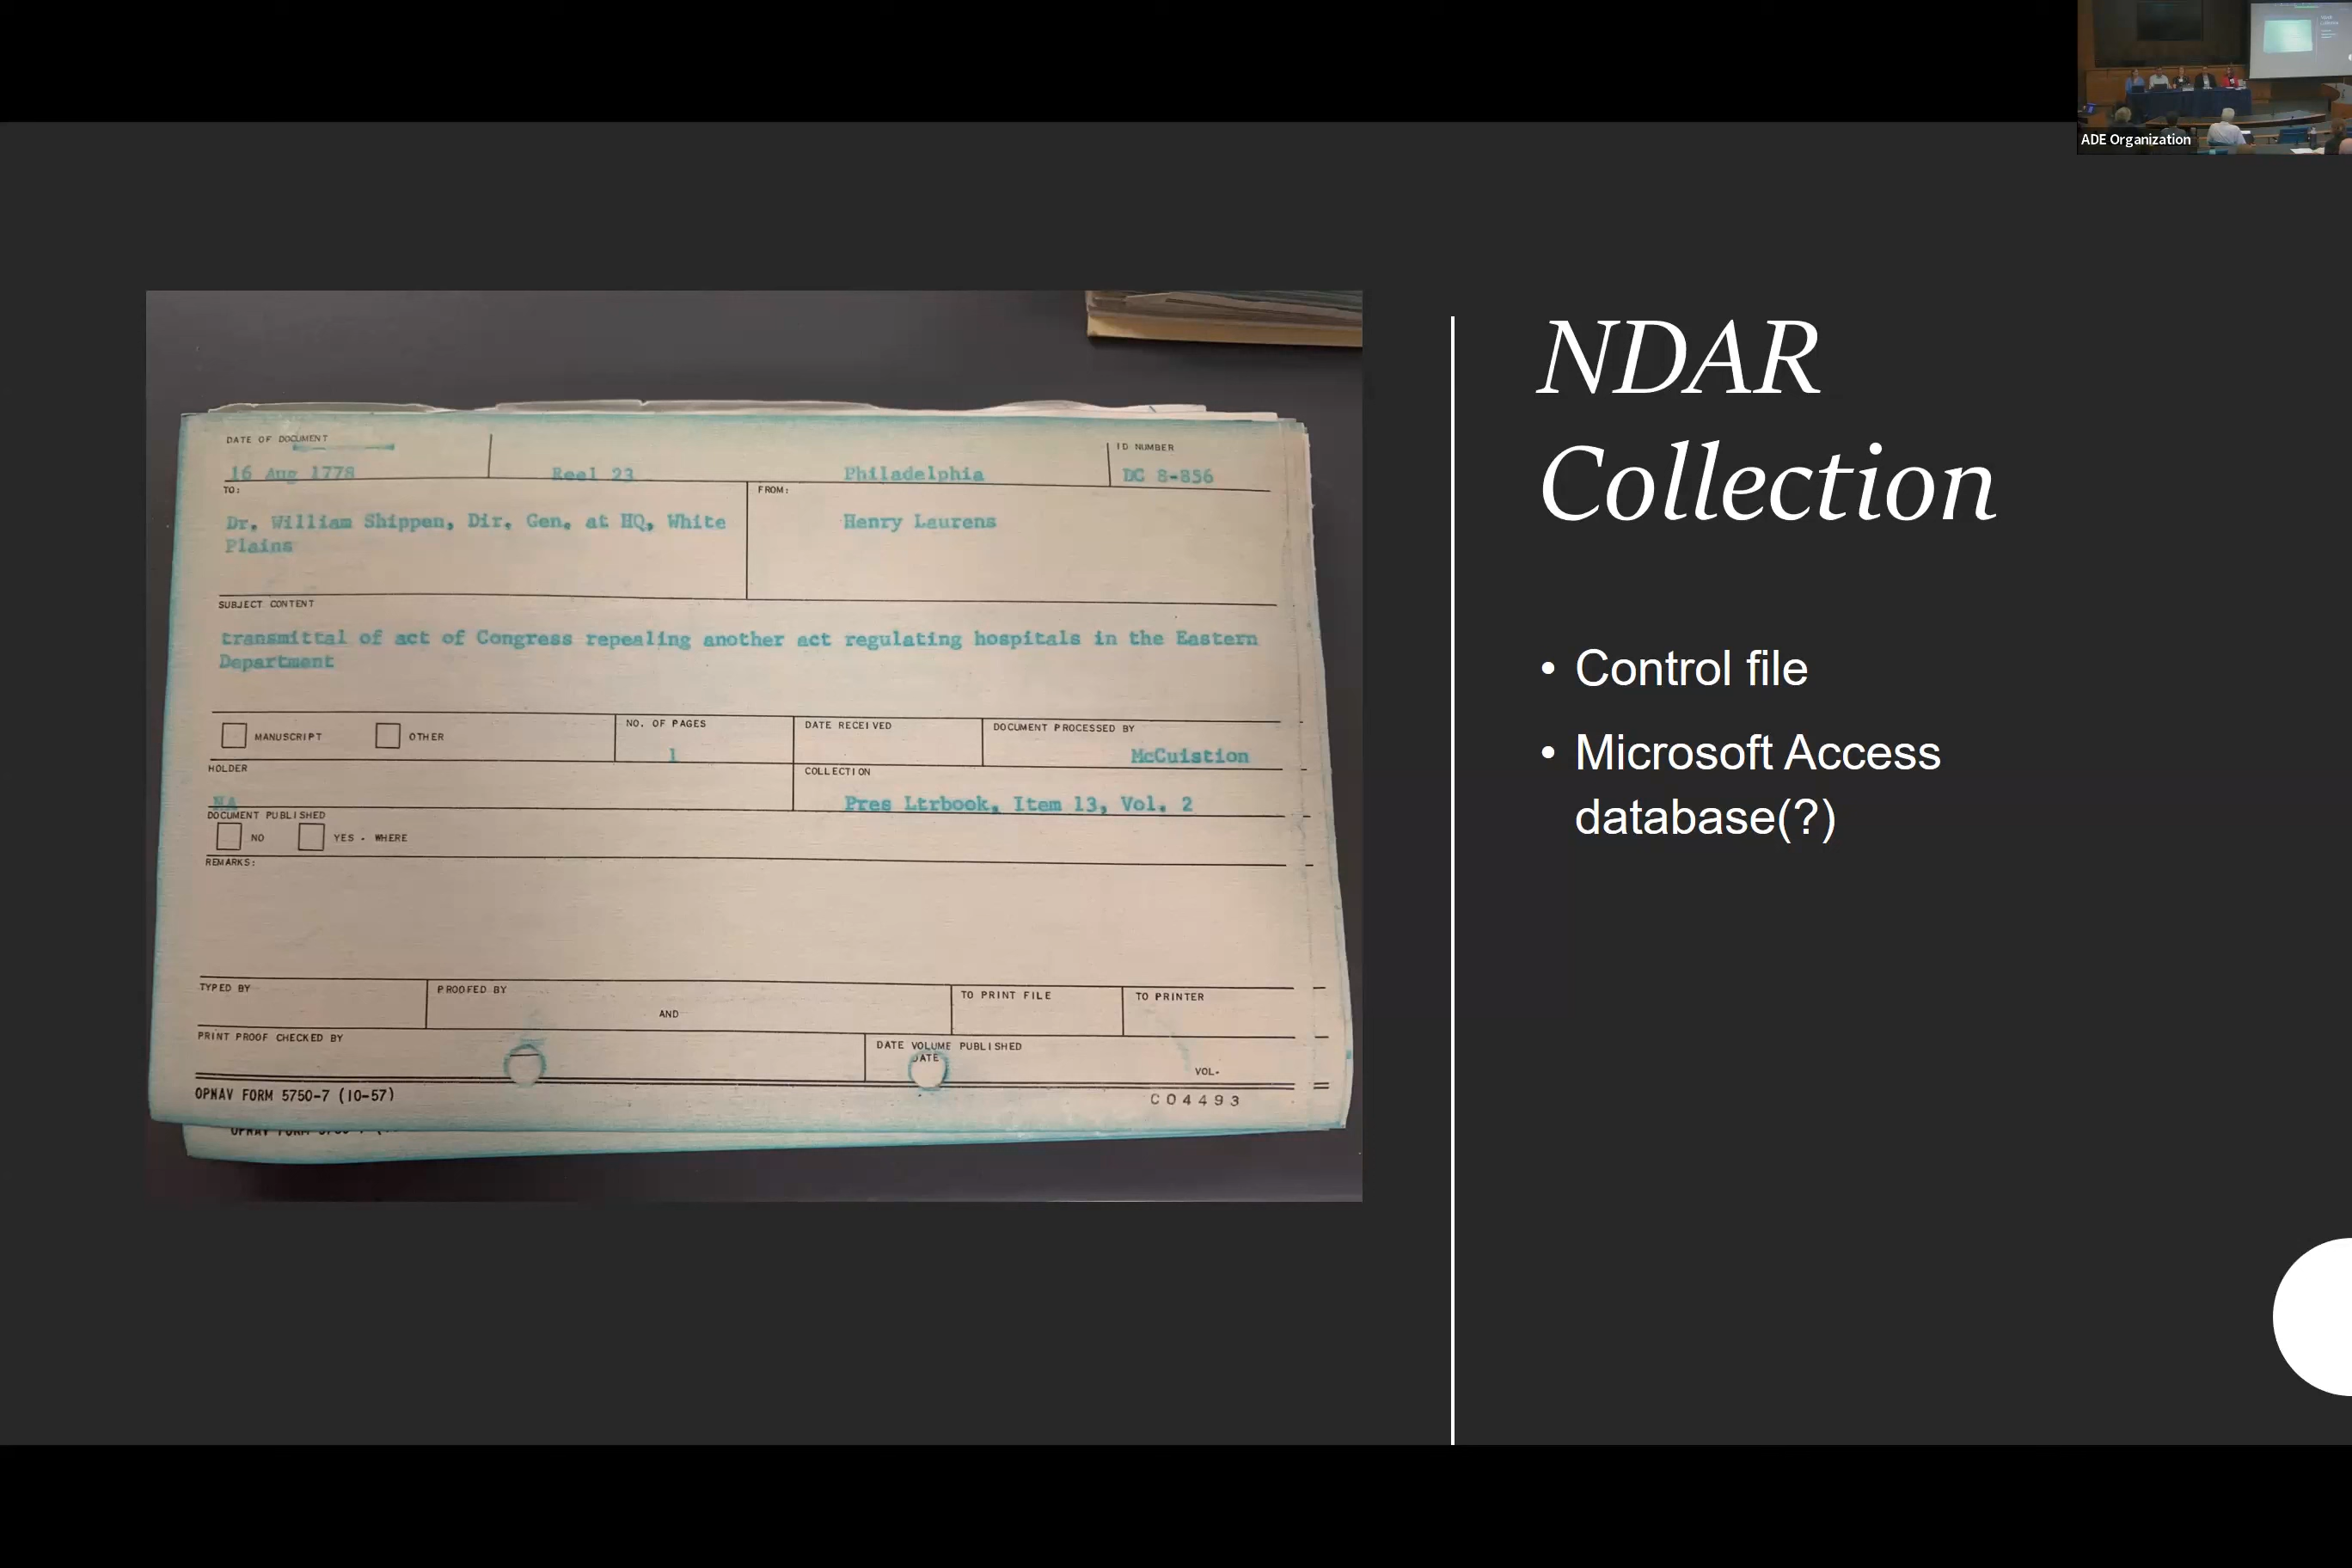 ADE Organization
DATE OF DOCUMENT
16 Aug 1778
Reel 23
Philadelphia
ID NUMBER
DC 8-856
TO:
Dr. William Shippen, Dir. Gen. at HQ, White
Plains
FROM:
Henry Laurens
SUBJECT CONTENT
transmittal of act of Congress repealing another act regulating hospitals in the Eastern
Department
MANUSCRIPT
OTHER
NO. OF PAGES
1
DATE RECEIVED
DOCUMENT PROCESSED BY
McCuistion
HOLDER
NA
COLLECTION
Pres Ltrbook, Item 13, Vol. 2
DOCUMENT PUBLISHED
NO
YES - WHERE
REMARKS:
TYPED BY
PROOFED BY
AND
TO PRINT FILE
TO PRINTER
PRINT PROOF CHECKED BY
DATE VOLUME PUBLISHED
DATE
VOL.
OPNAV FORM 5750-7 (10-57)
C04493
NDAR
Collection
• Control file
• Microsoft Access
database(?)